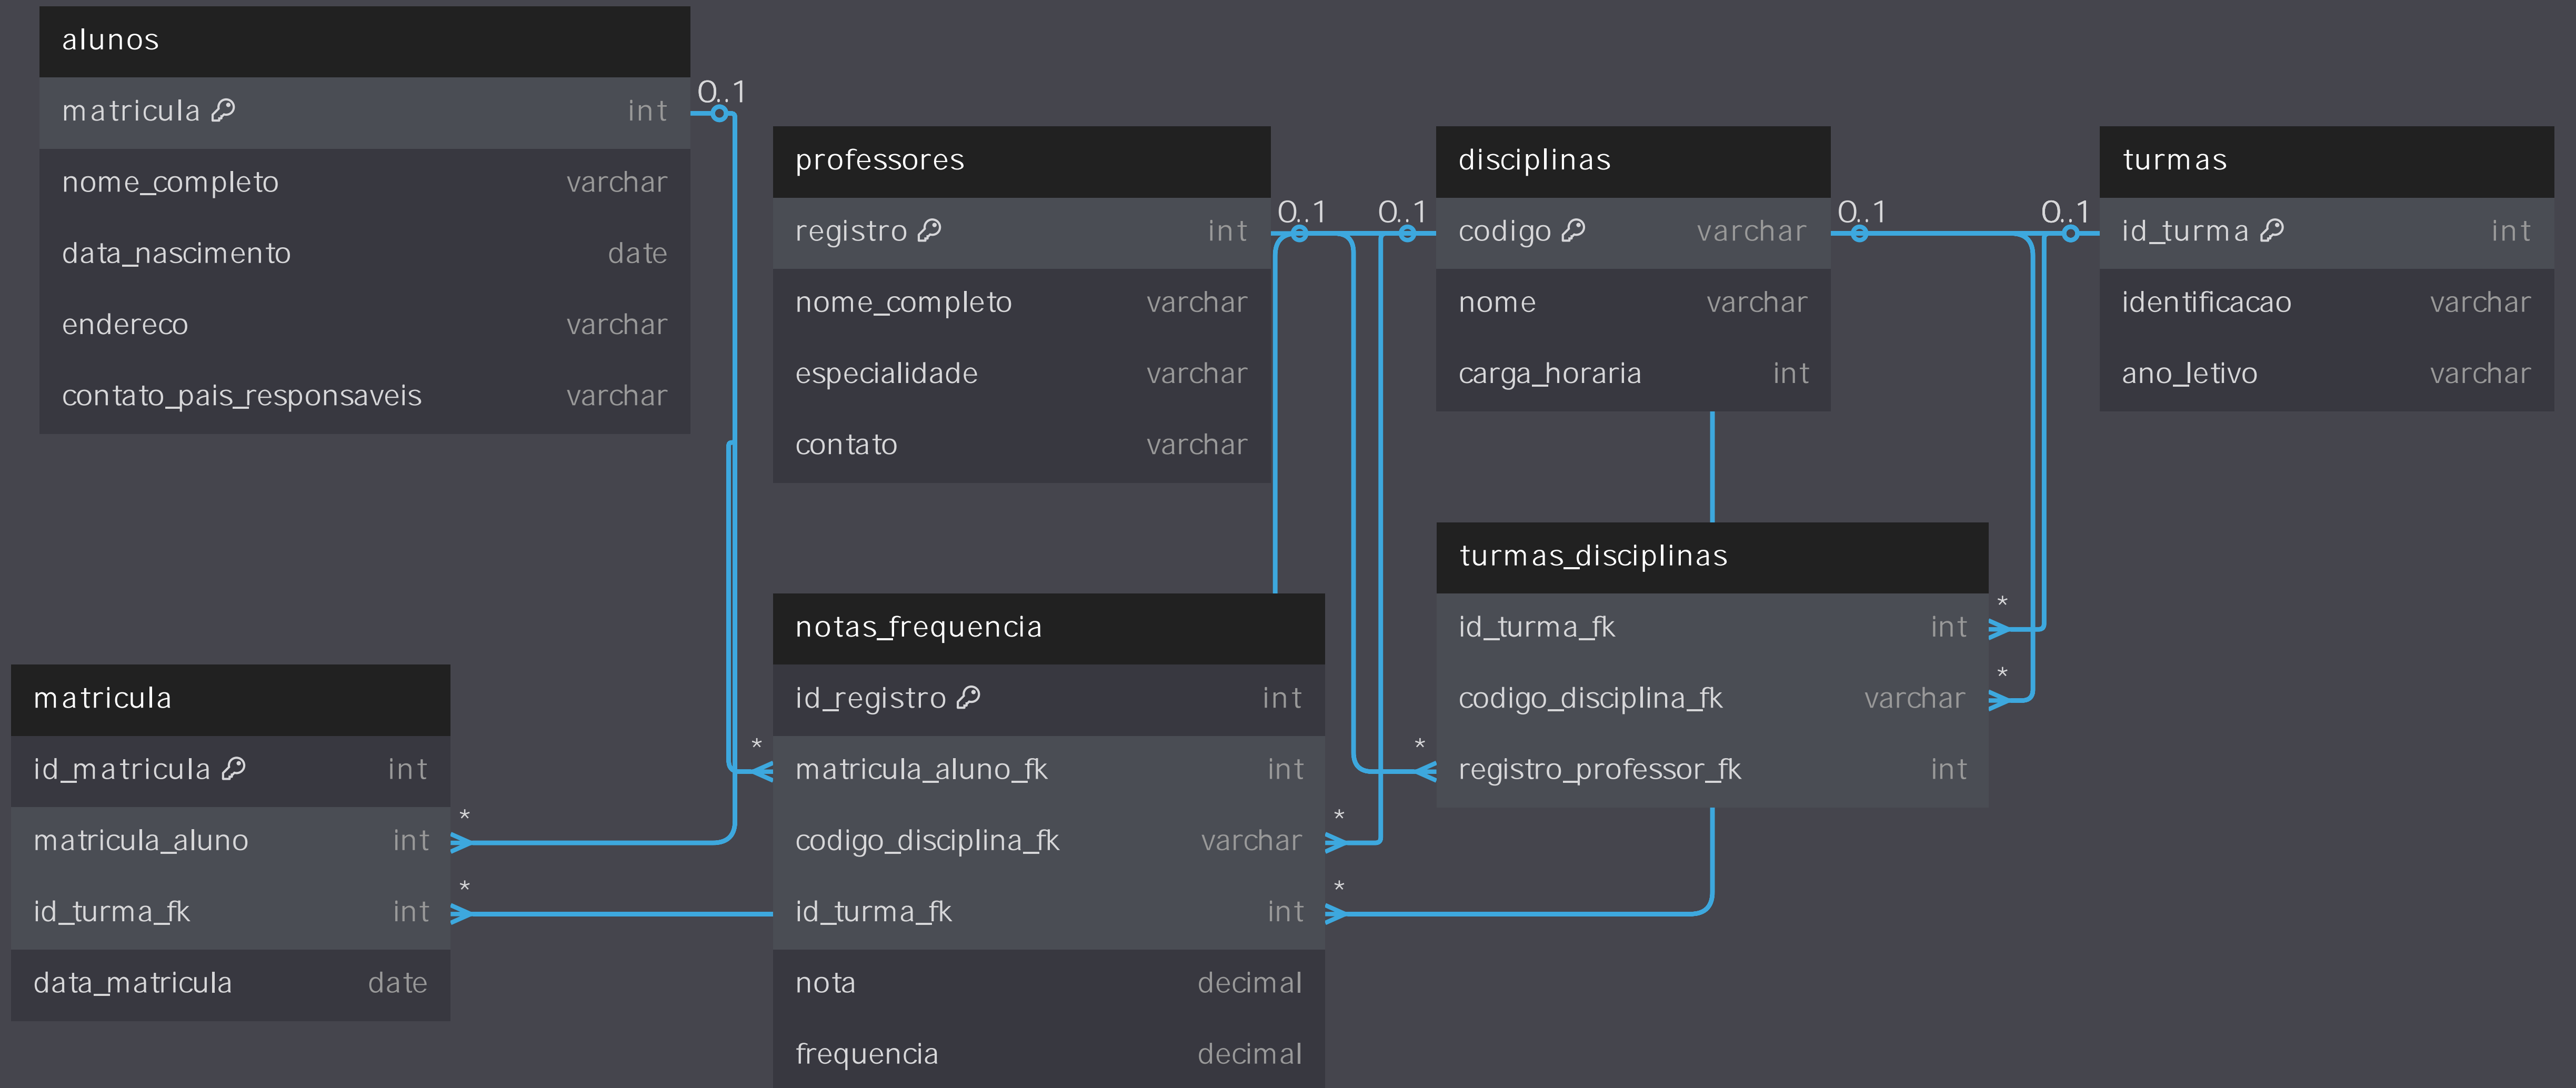 alunos
matricula int
nome_completo varchar
data_nascimento date
endereco varchar
contato_pais_responsaveis varchar
0..1
professores
registro int
nome_completo varchar
especialidade varchar
contato varchar
0..1 0..1
disciplinas
codigo varchar
nome varchar
carga_horaria int
0..1 0..1
turmas
id_turma int
identificacao varchar
ano_letivo varchar
turmas_disciplinas
id_turma_fk int *
codigo_disciplina_fk varchar *
* registro_professor_fk int
matricula
id_matricula int
matricula_aluno int *
id_turma_fk int *
data_matricula date
notas_frequencia
id_registro int
* matricula_aluno_fk int
codigo_disciplina_fk varchar *
id_turma_fk int *
nota decimal
frequencia decimal